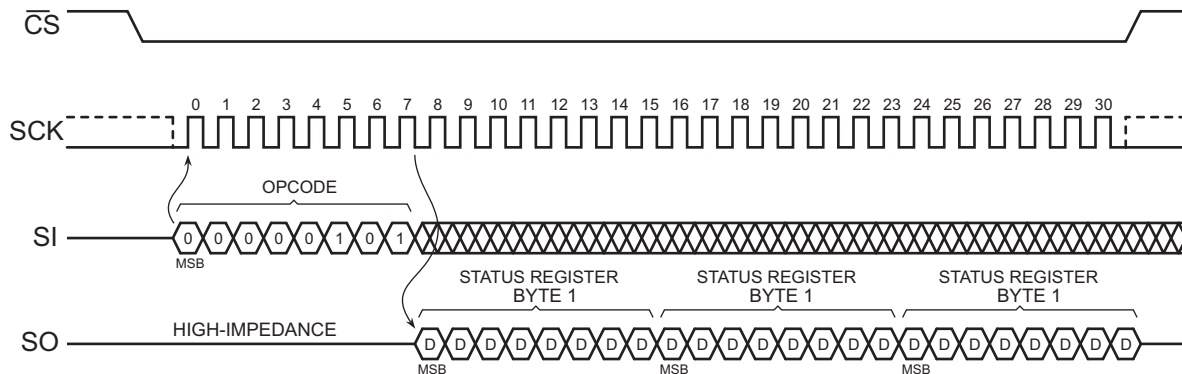 CS
0 1 2 3 4 5 6 7 8 9 10 11 12 13 14 15 16 17 18 19 20 21 22 23 24 25 26 27 28 29 30
SCK
OPCODE
SI
0 0 0 0 0 1 0 1
MSB
STATUS REGISTER
BYTE 1
STATUS REGISTER
BYTE 1
STATUS REGISTER
BYTE 1
HIGH-IMPEDANCE
SO
D D D D D D D D D D D D D D D D D D D D D D D D
MSB MSB MSB